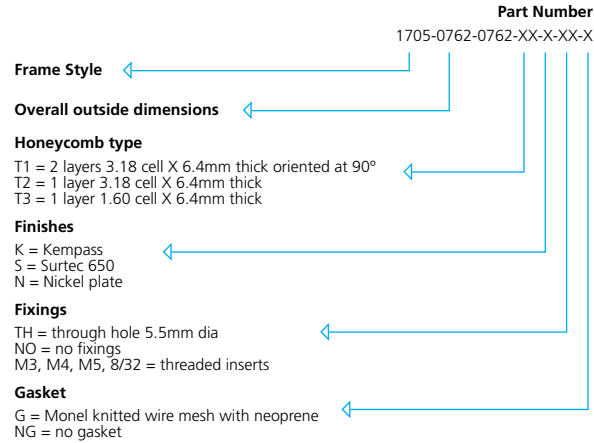 Part Number
1705-0762-0762-XX-X-XX-X
Frame Style
Overall outside dimensions
Honeycomb type
T1 = 2 layers 3.18 cell X 6.4mm thick oriented at 90º
T2 = 1 layer 3.18 cell X 6.4mm thick
T3 = 1 layer 1.60 cell X 6.4mm thick
Finishes
K = Kempass
S = Surtec 650
N = Nickel plate
Fixings
TH = through hole 5.5mm dia
NO = no fixings
M3, M4, M5, 8/32 = threaded inserts
Gasket
G = Monel knitted wire mesh with neoprene
NG = no gasket